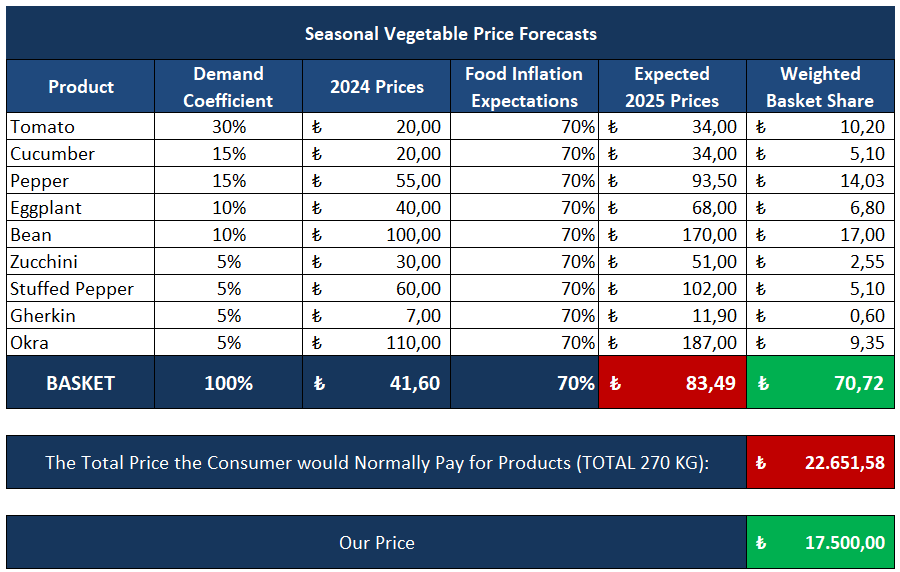 Seasonal Vegetable Price Forecasts
Product Demand Coefficient 2024 Prices Food Inflation Expectations Expected 2025 Prices Weighted Basket Share
Tomato 30% ₺ 20,00 70% ₺ 34,00 ₺ 10,20
Cucumber 15% ₺ 20,00 70% ₺ 34,00 ₺ 5,10
Pepper 15% ₺ 55,00 70% ₺ 93,50 ₺ 14,03
Eggplant 10% ₺ 40,00 70% ₺ 68,00 ₺ 6,80
Bean 10% ₺ 100,00 70% ₺ 170,00 ₺ 17,00
Zucchini 5% ₺ 30,00 70% ₺ 51,00 ₺ 2,55
Stuffed Pepper 5% ₺ 60,00 70% ₺ 102,00 ₺ 5,10
Gherkin 5% ₺ 7,00 70% ₺ 11,90 ₺ 0,60
Okra 5% ₺ 110,00 70% ₺ 187,00 ₺ 9,35
BASKET 100% ₺ 41,60 70% ₺ 83,49 ₺ 70,72
The Total Price the Consumer would Normally Pay for Products (TOTAL 270 KG): ₺ 22.651,58
Our Price ₺ 17.500,00